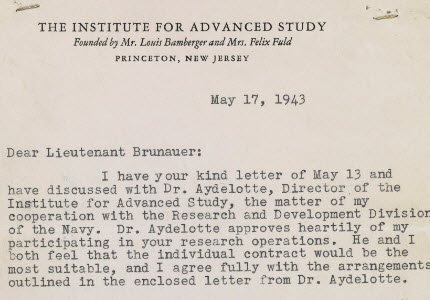 THE INSTITUTE FOR ADVANCED STUDY
Founded by Mr. Louis Bamberger and Mrs. Felix Fuld
PRINCETON, NEW JERSEY
May 17, 1943
Dear Lieutenant Brunauer:
I have your kind letter of May 13 and
have discussed with Dr. Aydelotte, Director of the
Institute for Advanced Study, the matter of my
cooperation with the Research and Development Division
of the Navy. Dr. Aydelotte approves heartily of my
participating in your research operations. He and I
both feel that the individual contract would be the
most suitable, and I agree fully with the arrangements
outlined in the enclosed letter from Dr. Aydelotte.